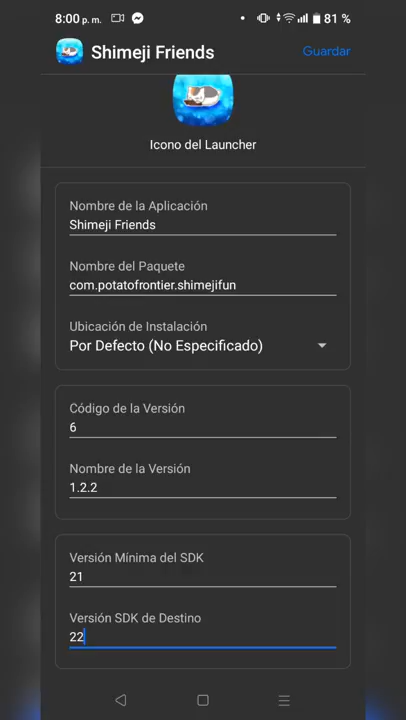 8:00 p. m. 81 %
Shimeji Friends Guardar
Icono del Launcher
Nombre de la Aplicación
Shimeji Friends
Nombre del Paquete
com.potatofrontier.shimejifun
Ubicación de Instalación
Por Defecto (No Especificado)
Código de la Versión
6
Nombre de la Versión
1.2.2
Versión Mínima del SDK
21
Versión SDK de Destino
22